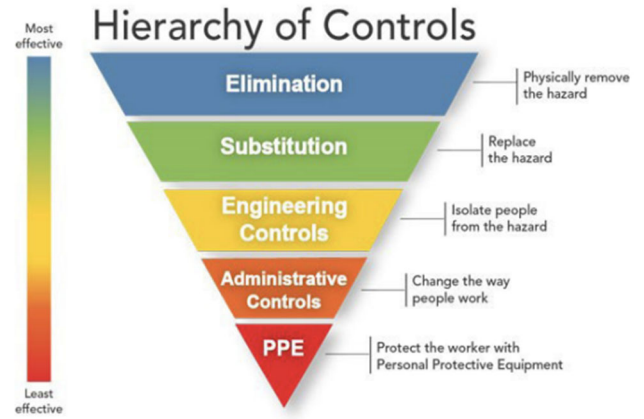 Hierarchy of Controls
Most
effective
Elimination
Physically remove
the hazard
Substitution
Replace
the hazard
Engineering
Controls
Isolate people
from the hazard
Administrative
Controls
Change the way
people work
PPE
Protect the worker with
Personal Protective Equipment
Least
effective